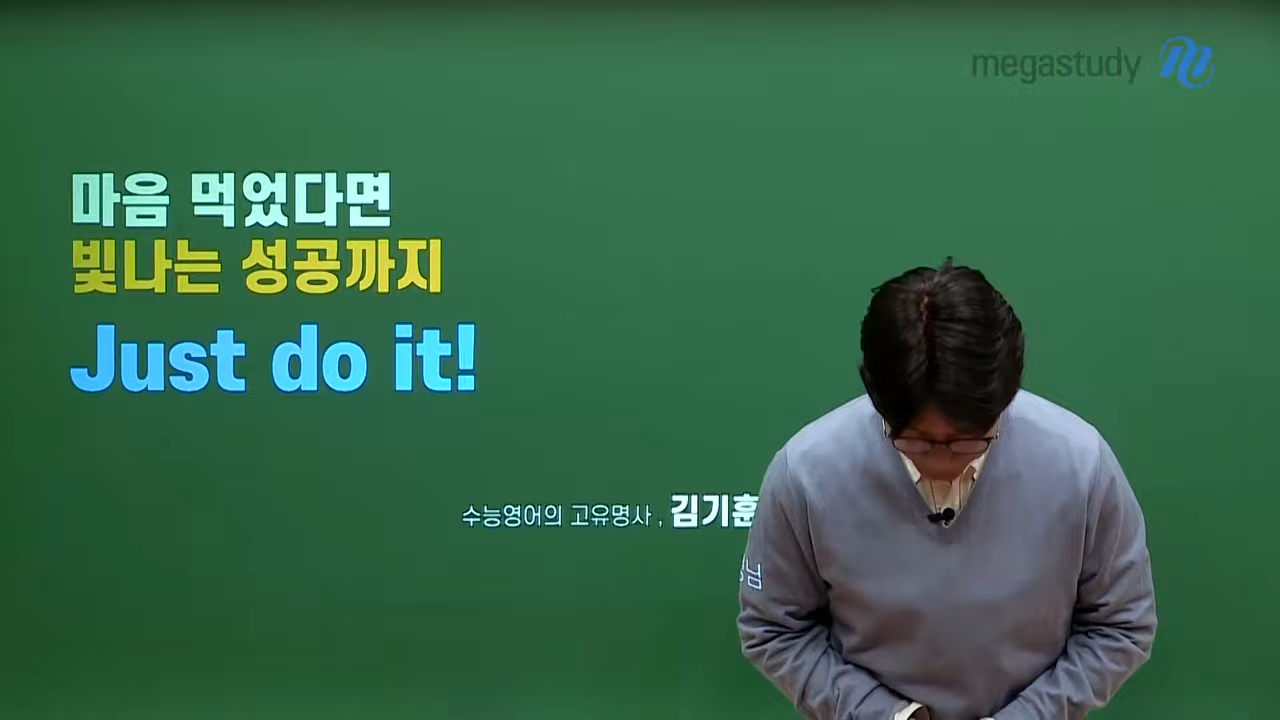 megastudy
마음 먹었다면
빛나는 성공까지
Just do it!
수능영어의 고유명사, 김기훈
님